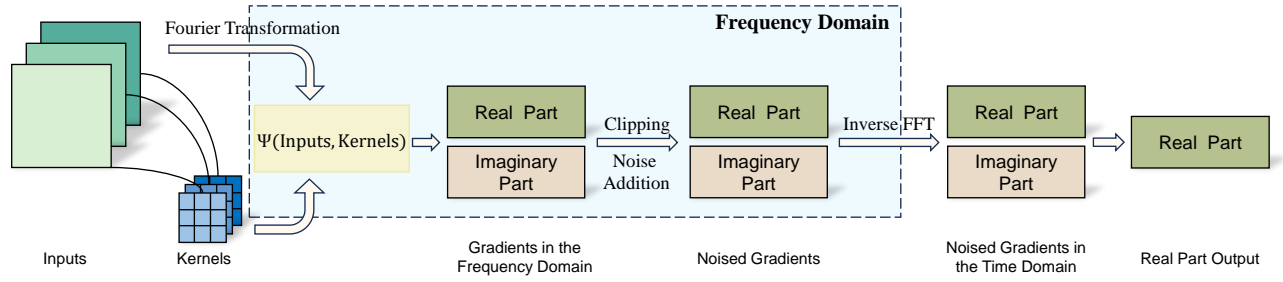 Frequency Domain
Fourier Transformation
Ψ(Inputs, Kernels)
Real Part
Imaginary
Part
Clipping
Noise
Addition
Real Part
Imaginary
Part
Inverse FFT
Real Part
Imaginary
Part
Real Part
Inputs
Kernels
Gradients in the
Frequency Domain
Noised Gradients
Noised Gradients in
the Time Domain
Real Part Output